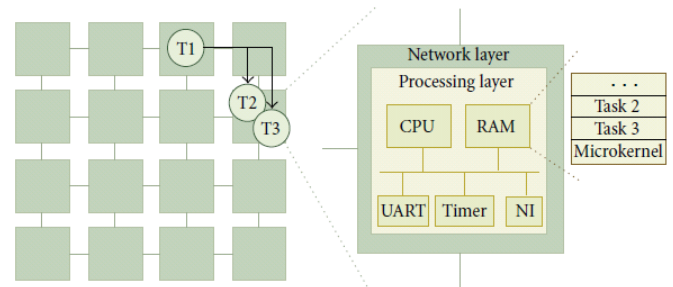 T1
T2
T3
Network layer
Processing layer
CPU
RAM
UART
Timer
NI
. . .
Task 2
Task 3
Microkernel